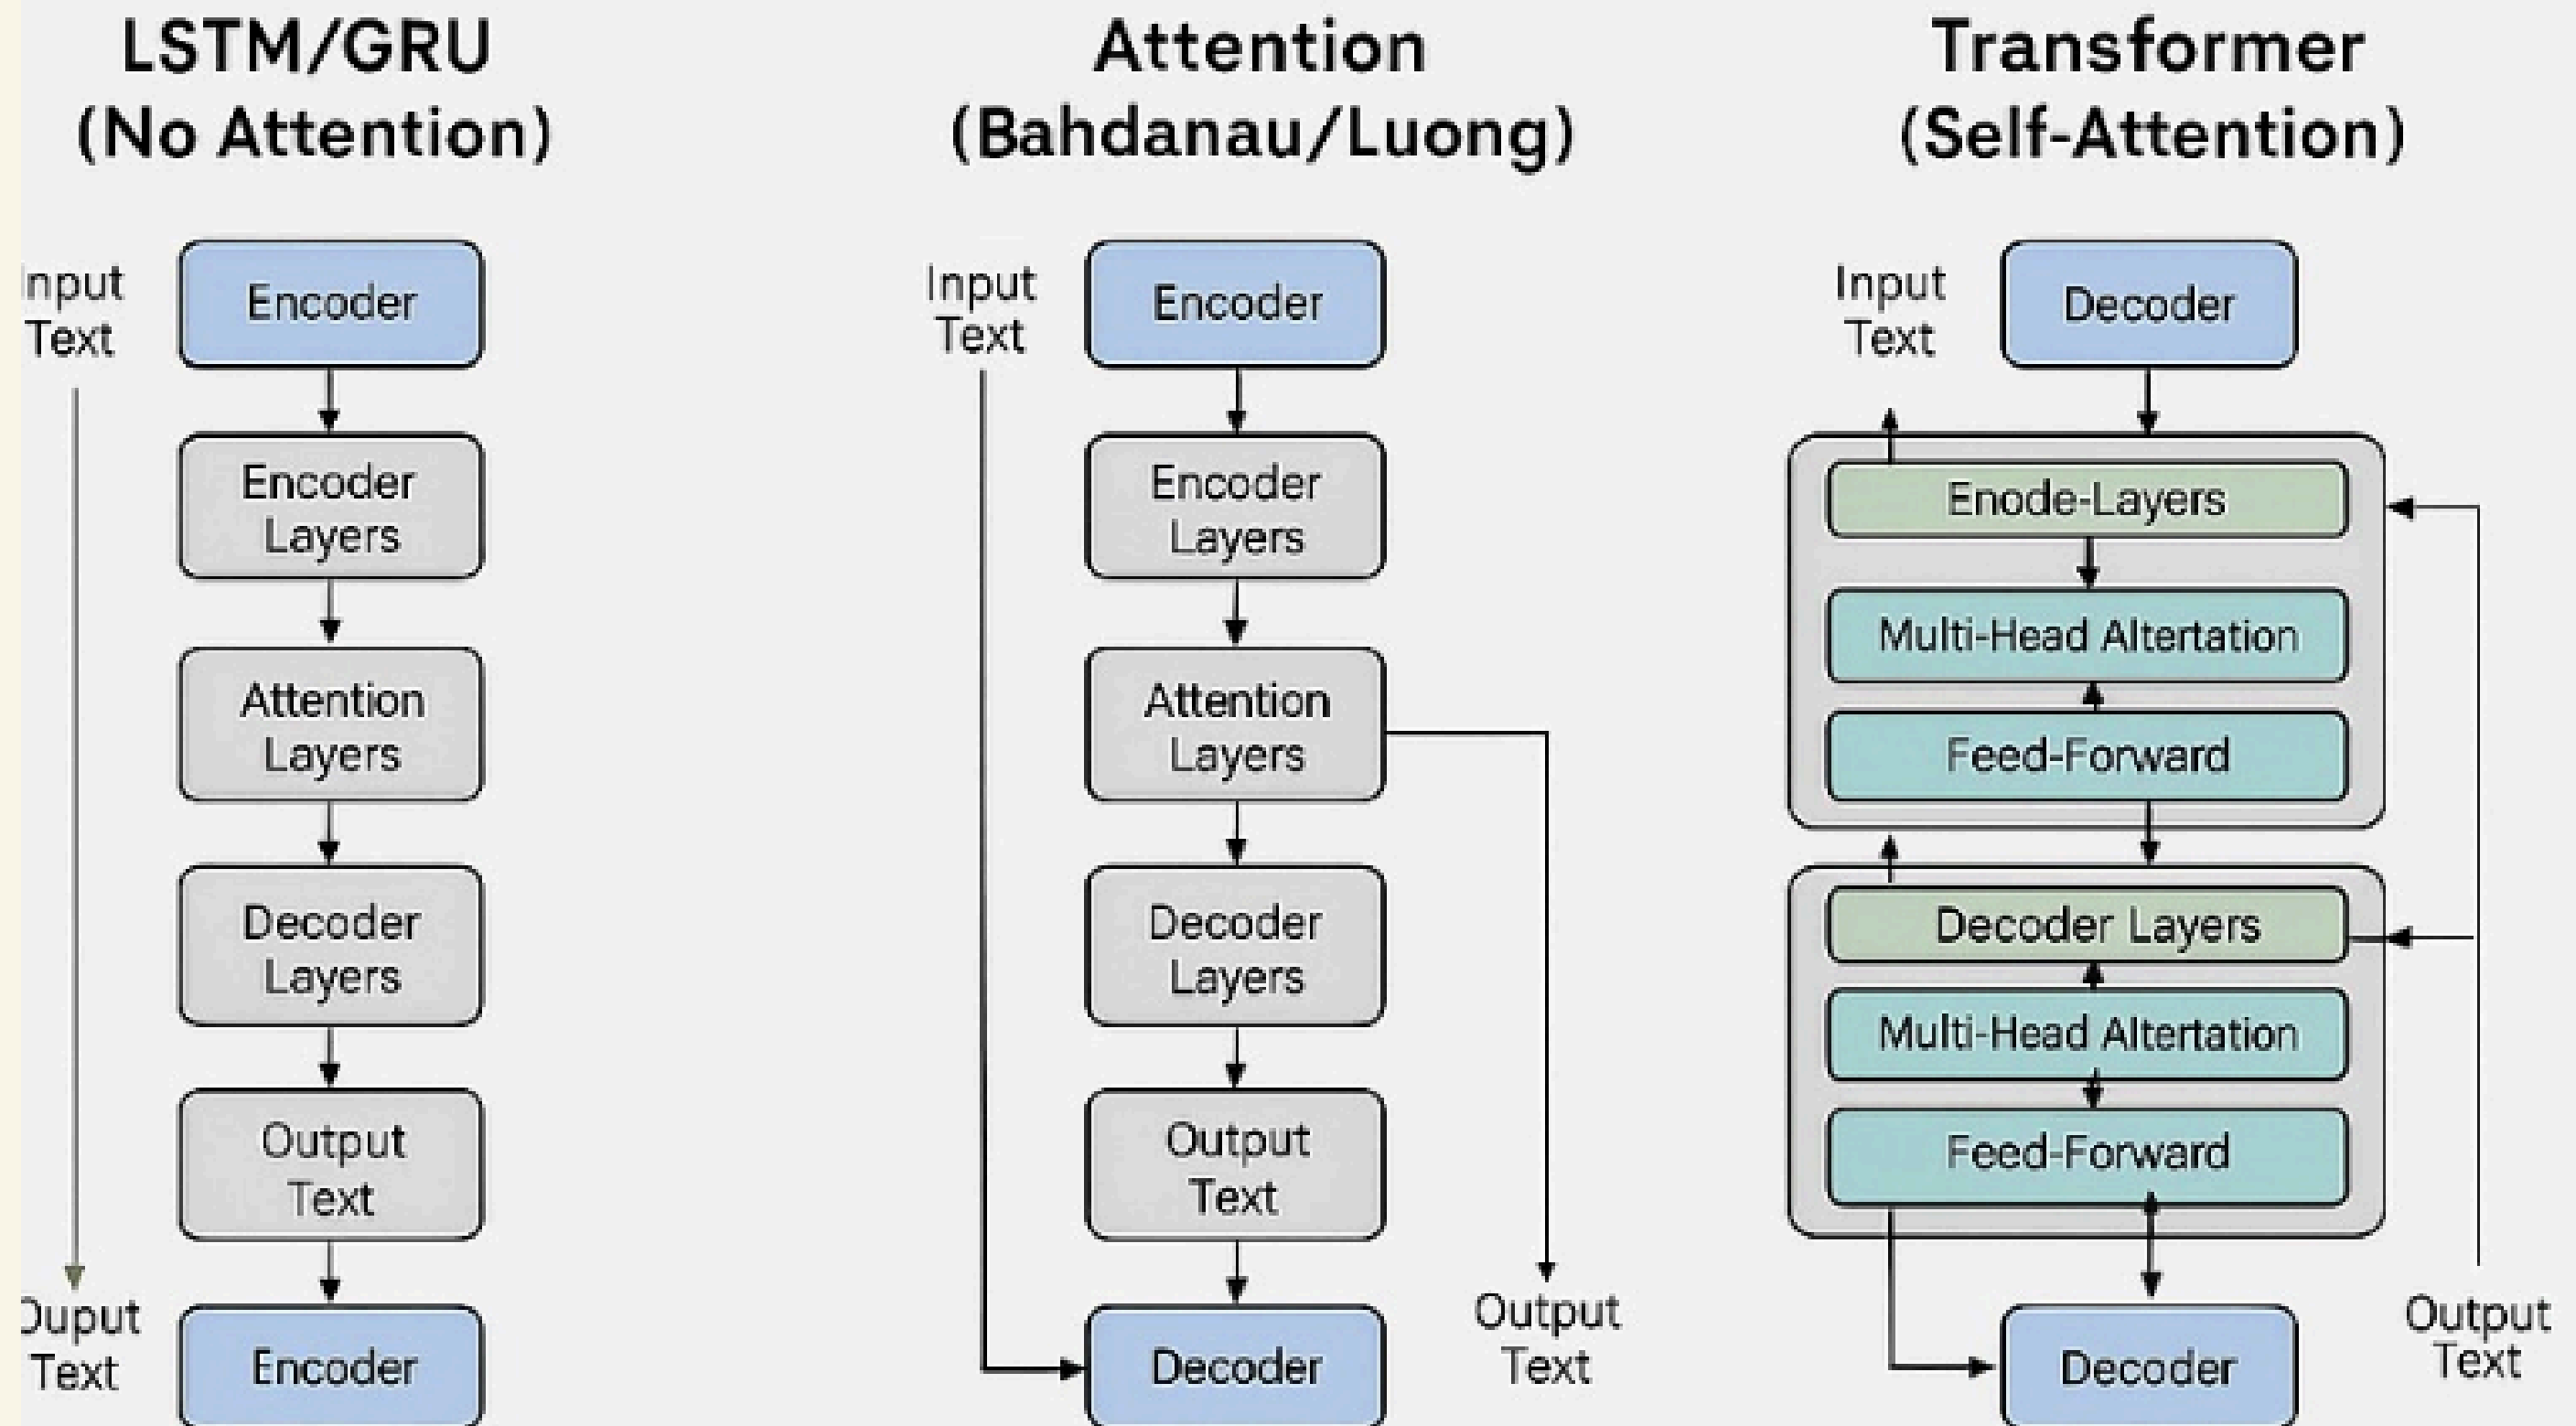 LSTM/GRU
(No Attention)
nput
Text
Encoder
Encoder
Layers
Attention
Layers
Decoder
Layers
Output
Text
Ouput
Text
Encoder
Attention
(Bahdanau/Luong)
Input
Text
Encoder
Encoder
Layers
Attention
Layers
Decoder
Layers
Output
Text
Decoder
Output
Text
Transformer
(Self-Attention)
Input
Text
Decoder
Enode-Layers
Multi-Head Altertation
Feed-Forward
Decoder Layers
Multi-Head Altertation
Feed-Forward
Decoder
Output
Text